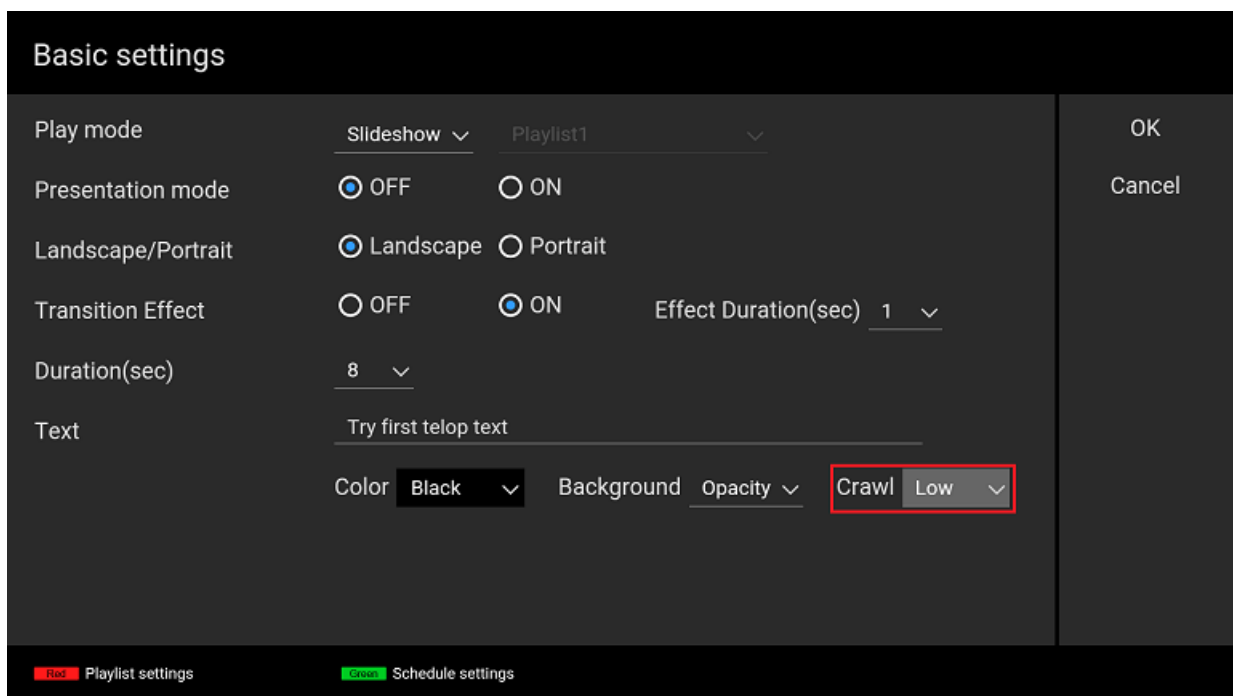 Basic settings
Play mode Slideshow Playlist1 OK
Presentation mode OFF ON Cancel
Landscape/Portrait Landscape Portrait
Transition Effect OFF ON Effect Duration(sec) 1
Duration(sec) 8
Text Try first telop text
Color Black Background Opacity Crawl Low
Red Playlist settings Green Schedule settings